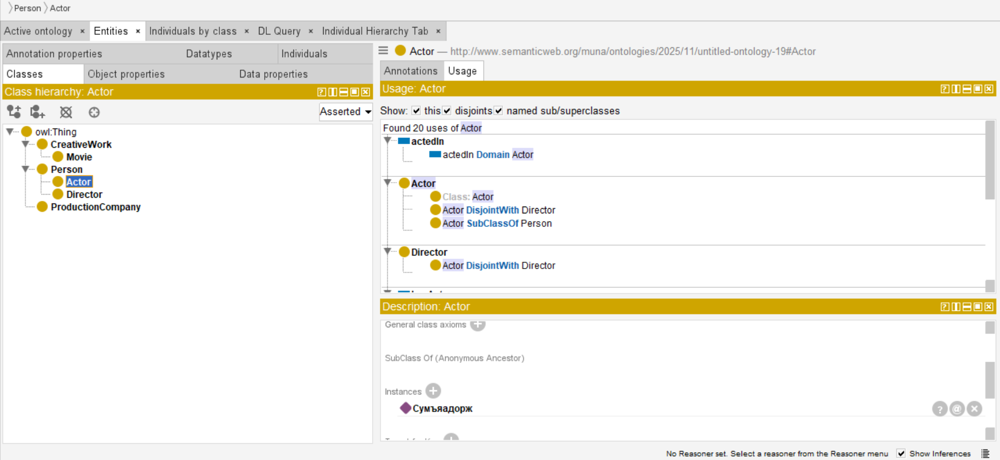 Person Actor
Active ontology × Entities × Individuals by class × DL Query × Individual Hierarchy Tab ×
Annotation properties Datatypes Individuals
Classes Object properties Data properties
Class hierarchy: Actor
Asserted
owl:Thing
CreativeWork
Movie
Person
Actor
Director
ProductionCompany
Actor — http://www.semanticweb.org/muna/ontologies/2025/11/untitled-ontology-19#Actor
Annotations Usage
Usage: Actor
Show: this disjoints named sub/superclasses
Found 20 uses of Actor
actedIn
actedIn Domain Actor
Actor
Class: Actor
Actor DisjointWith Director
Actor SubClassOf Person
Director
Actor DisjointWith Director
Description: Actor
General class axioms
SubClass Of (Anonymous Ancestor)
Instances
Сумъяадорж
No Reasoner set. Select a reasoner from the Reasoner menu Show Inferences